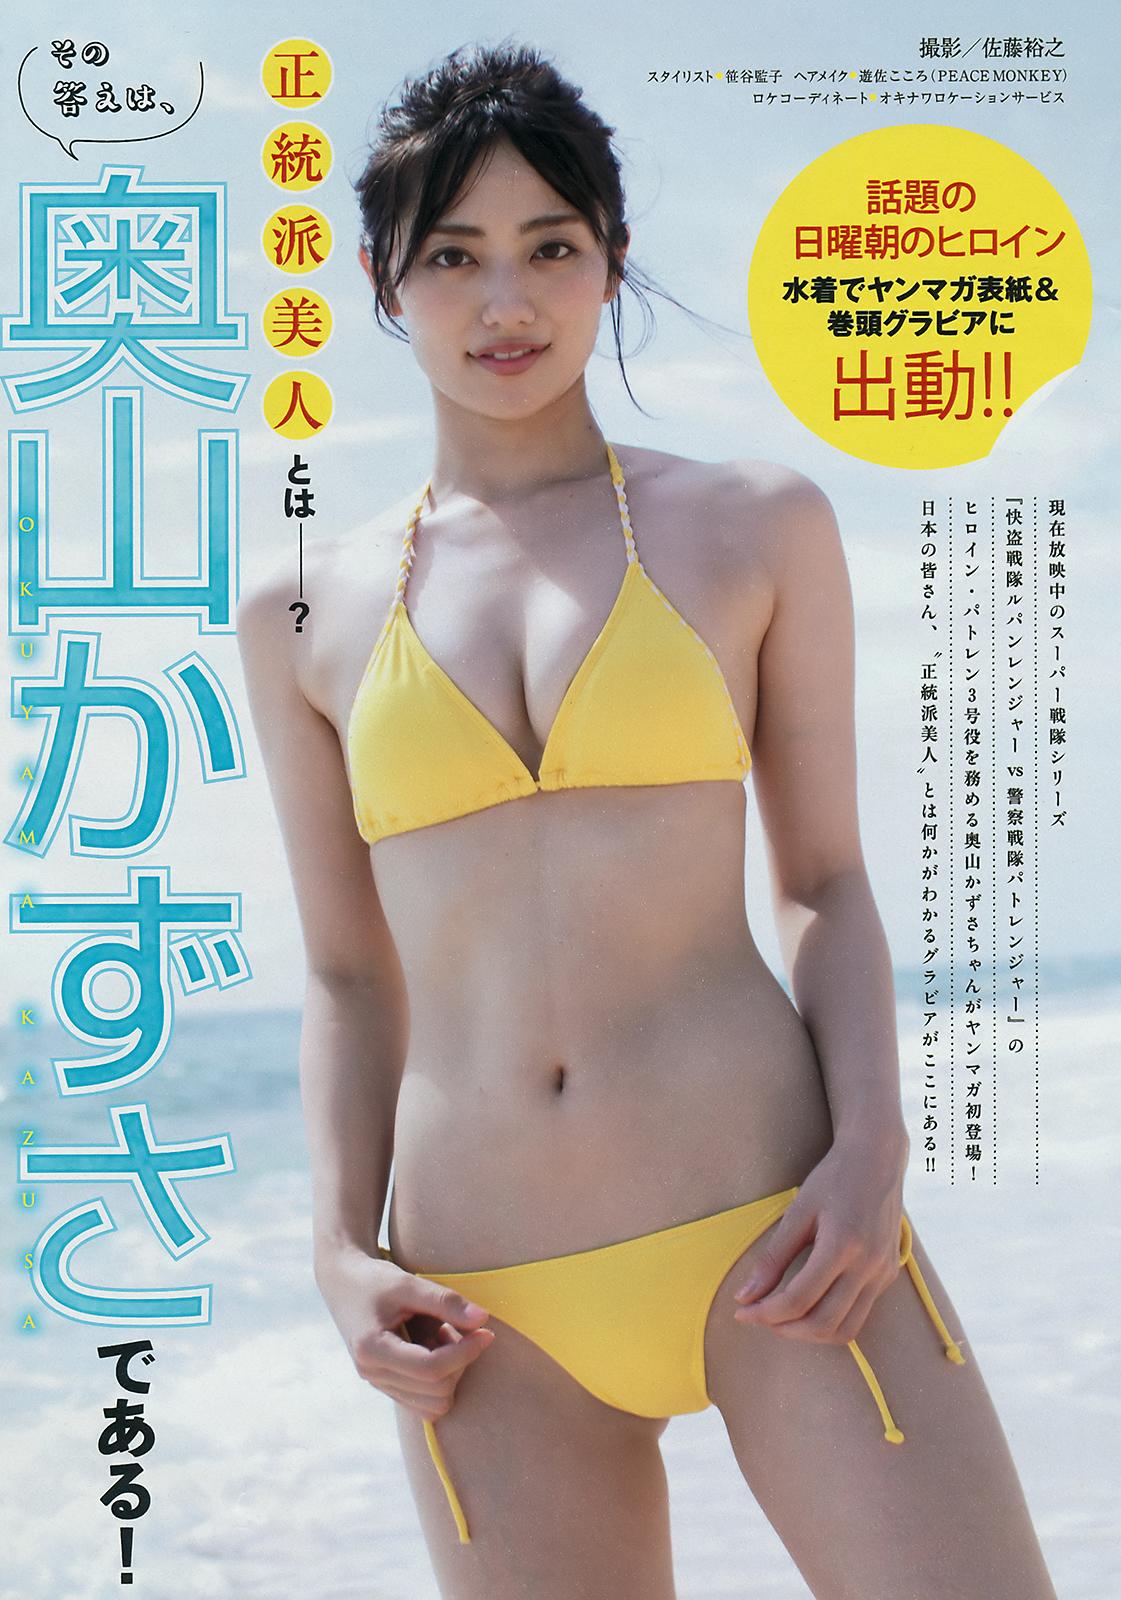 正統派美人とは──?
その
答えは、
奥山かずさである!
OKUYAMA KAZUSA
撮影／佐藤裕之
スタイリスト●笹谷監子 ヘアメイク●遊佐こころ(PEACE MONKEY)
ロケコーディネート●オキナワロケーションサービス
話題の
日曜朝のヒロイン
水着でヤンマガ表紙＆
巻頭グラビアに
出動!!
現在放映中のスーパー戦隊シリーズ
『快盗戦隊ルパンレンジャーvs警察戦隊パトレンジャー』の
ヒロイン・パトレン3号役を務める奥山かずさちゃんがヤンマガ初登場!
日本の皆さん、〝正統派美人〟とは何かがわかるグラビアがここにある!!